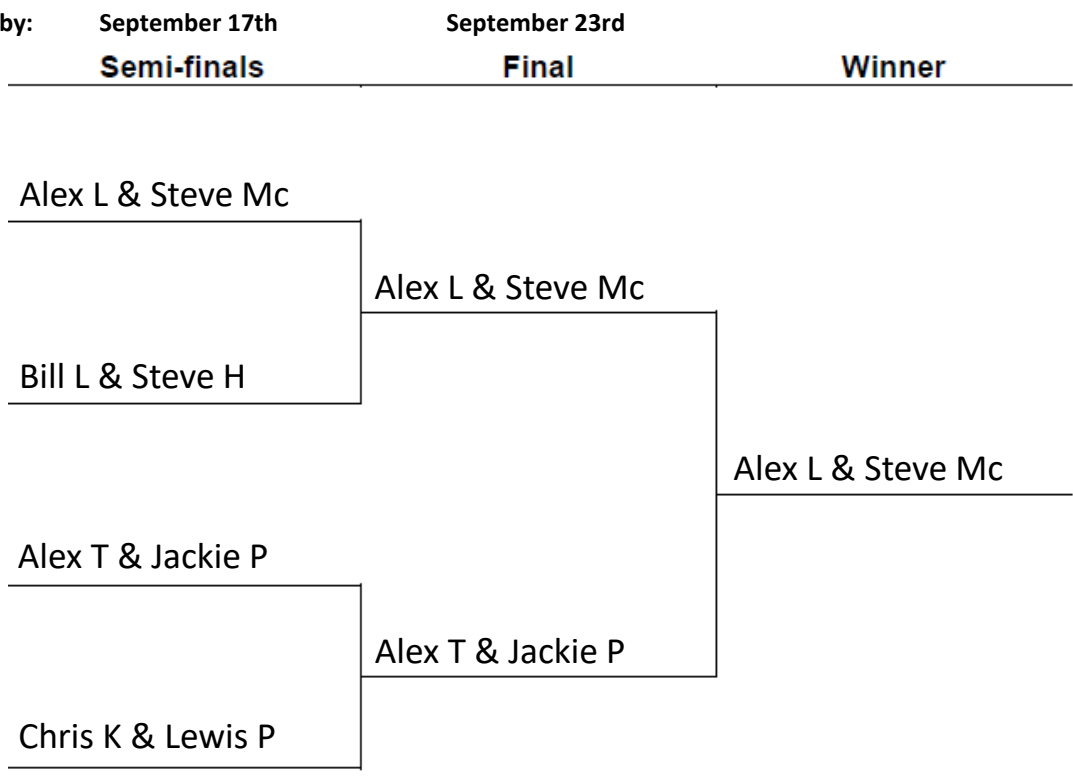 by: September 17th September 23rd
Semi-finals Final Winner
Alex L & Steve Mc
Alex L & Steve Mc
Bill L & Steve H
Alex L & Steve Mc
Alex T & Jackie P
Alex T & Jackie P
Chris K & Lewis P